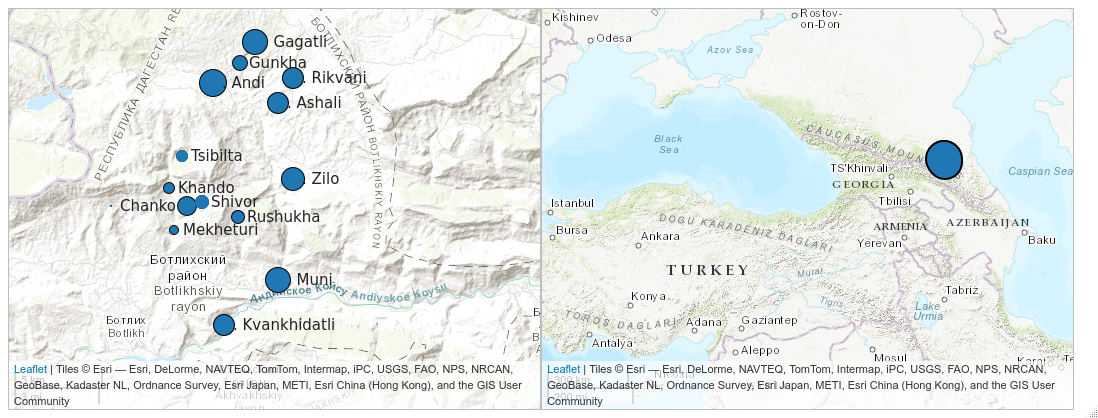 РЕСПУБЛИКА ДАГЕСТАН RE
БОТЛИХСКИЙ РАЙОН BOTLIKHSKIY RAYON
Gagatli
Gunkha
Andi
Rikvani
Ashali
Tsibilta
Zilo
Khando
Chanko
Shivor
Rushukha
Mekheturi
Ботлихский
район
Botlikhskiy
rayon
Muni
Андийское Койсу Andiyskoe Koysu
Ботлих
Botlikh
Kvankhidatli
Leaflet | Tiles © Esri — Esri, DeLorme, NAVTEQ, TomTom, Intermap, iPC, USGS, FAO, NPS, NRCAN,
GeoBase, Kadaster NL, Ordnance Survey, Esri Japan, METI, Esri China (Hong Kong), and the GIS User
Community
Kishinev
Rostov-
on-Don
Odesa
Azov Sea
Black
Sea
CAUCASUS MOUN
TS'Khinvali
GEORGIA
Tbilisi
Caspian Sea
Istanbul
Bursa
DOGU KARADENIZ DAGLARI
Ankara
ARMENIA
Yerevan
AZERBAIJAN
Baku
TURKEY
Murat
Tigris
Tabriz
Lake
Urmia
Konya
TOROS DAGLARI
Adana
Gaziantep
Antalya
Aleppo
Mosul
Karaj
Te
Nicosia
Leaflet | Tiles © Esri — Esri, DeLorme, NAVTEQ, TomTom, Intermap, iPC, USGS, FAO, NPS, NRCAN,
GeoBase, Kadaster NL, Ordnance Survey, Esri Japan, METI, Esri China (Hong Kong), and the GIS User
Community